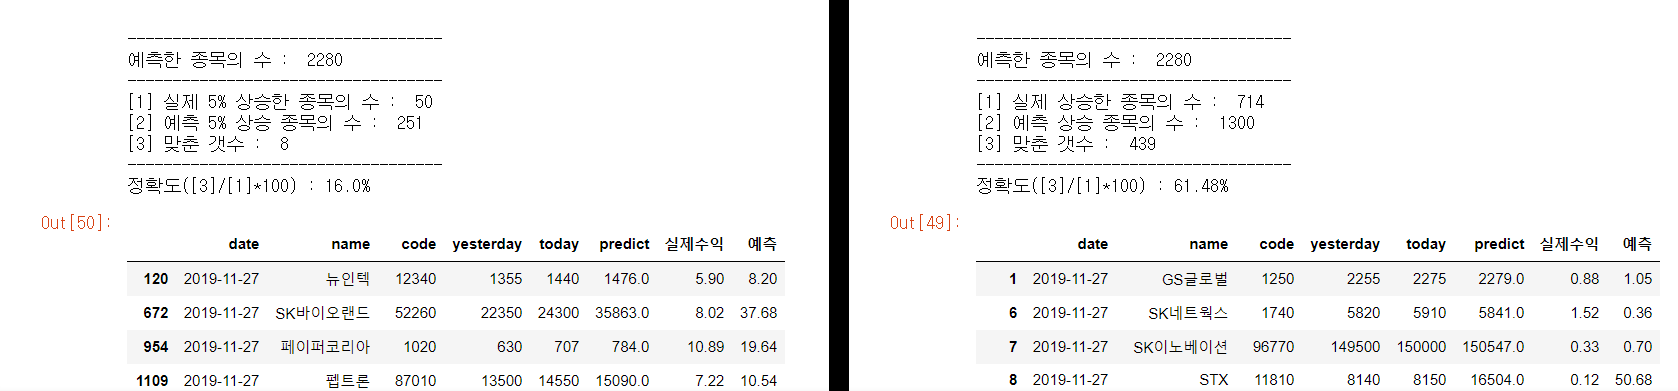 -----------------------------------
예측한 종목의 수 :  2280
-----------------------------------
[1] 실제 5% 상승한 종목의 수 :  50
[2] 예측 5% 상승 종목의 수 :  251
[3] 맞춘 갯수 :  8
-----------------------------------
정확도([3]/[1]*100) : 16.0%
Out[50]:
date name code yesterday today predict 실제수익 예측
120 2019-11-27 뉴인텍 12340 1355 1440 1476.0 5.90 8.20
672 2019-11-27 SK바이오랜드 52260 22350 24300 35863.0 8.02 37.68
954 2019-11-27 페이퍼코리아 1020 630 707 784.0 10.89 19.64
1109 2019-11-27 펩트론 87010 13500 14550 15090.0 7.22 10.54
-----------------------------------
예측한 종목의 수 :  2280
-----------------------------------
[1] 실제 상승한 종목의 수 :  714
[2] 예측 상승 종목의 수 :  1300
[3] 맞춘 갯수 :  439
-----------------------------------
정확도([3]/[1]*100) : 61.48%
Out[49]:
date name code yesterday today predict 실제수익 예측
1 2019-11-27 GS글로벌 1250 2255 2275 2279.0 0.88 1.05
6 2019-11-27 SK네트웍스 1740 5820 5910 5841.0 1.52 0.36
7 2019-11-27 SK이노베이션 96770 149500 150000 150547.0 0.33 0.70
8 2019-11-27 STX 11810 8140 8150 16504.0 0.12 50.68